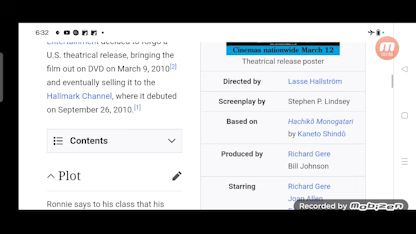 6:32
Entertainment decided to forgo a
U.S. theatrical release, bringing the
film out on DVD on March 9, 2010[2]
and eventually selling it to the
Hallmark Channel, where it debuted
on September 26, 2010.[1]
Contents
Plot
Ronnie says to his class that his
Cinemas nationwide March 12
Theatrical release poster
Directed by Lasse Hallström
Screenplay by Stephen P. Lindsey
Based on Hachikō Monogatari
by Kaneto Shindō
Produced by Richard Gere
Bill Johnson
Starring Richard Gere
Joan Allen
Recorded by Mobizen